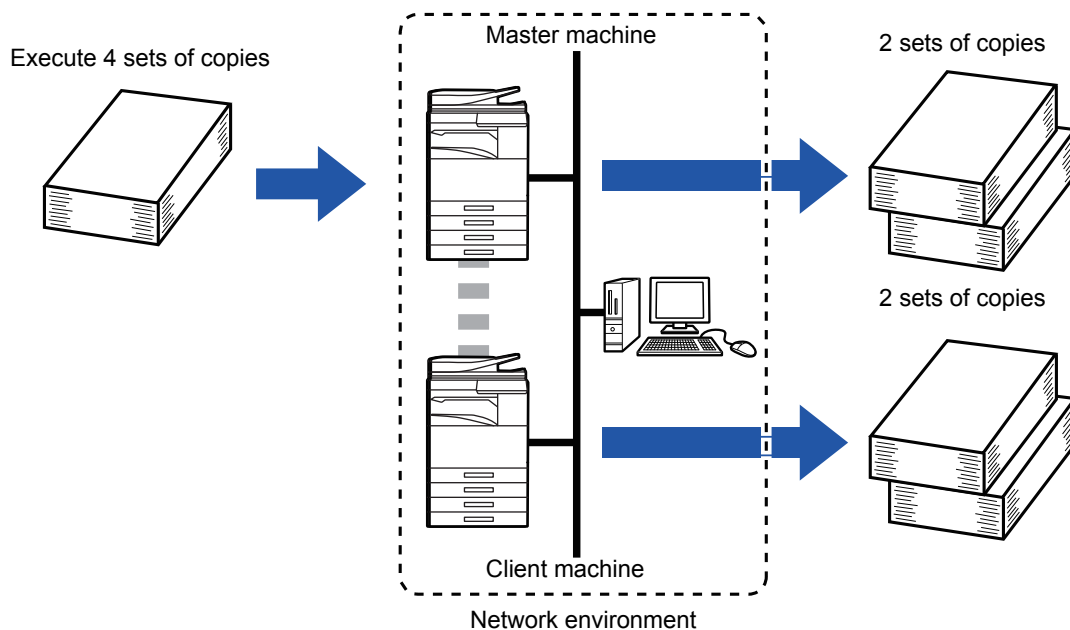 Execute 4 sets of copies
Master machine
2 sets of copies
2 sets of copies
Client machine
Network environment